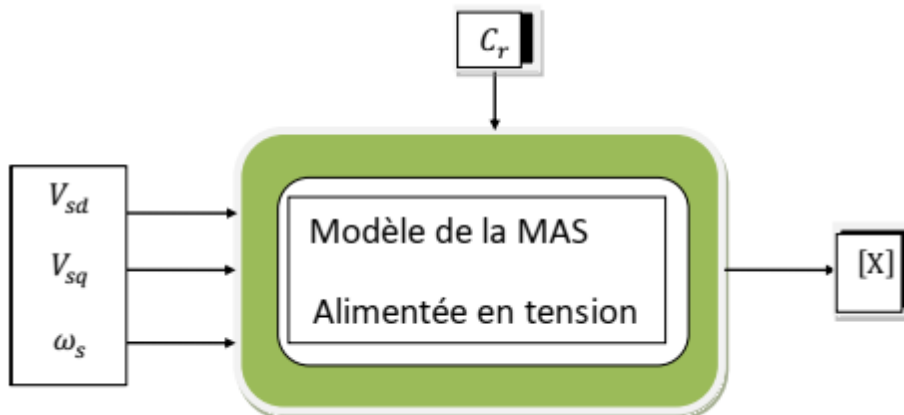 C_r
V_sd
V_sq
ω_s
Modèle de la MAS
Alimentée en tension
[X]